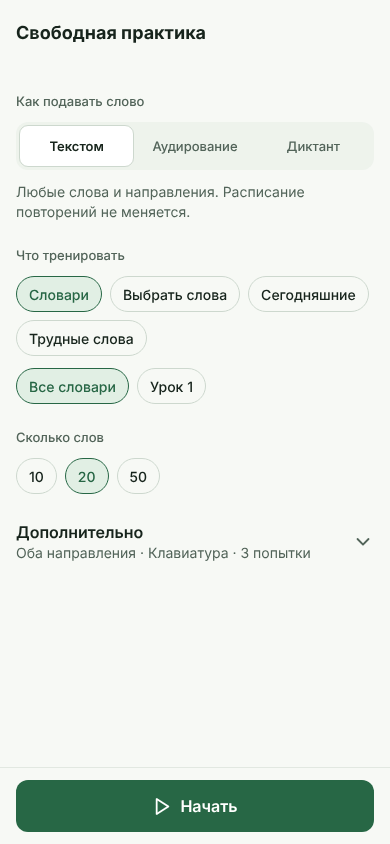 Свободная практика
Как подавать слово
Текстом Аудирование Диктант
Любые слова и направления. Расписание
повторений не меняется.
Что тренировать
Словари Выбрать слова Сегодняшние
Трудные слова
Все словари Урок 1
Сколько слов
10 20 50
Дополнительно
Оба направления · Клавиатура · 3 попытки
Начать